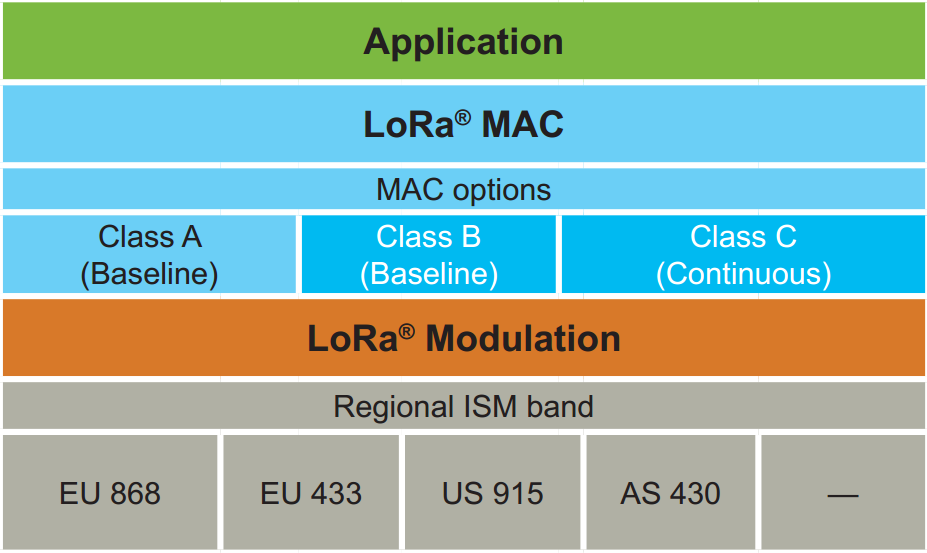 Application
LoRa® MAC
MAC options
Class A
(Baseline)
Class B
(Baseline)
Class C
(Continuous)
LoRa® Modulation
Regional ISM band
EU 868
EU 433
US 915
AS 430
—